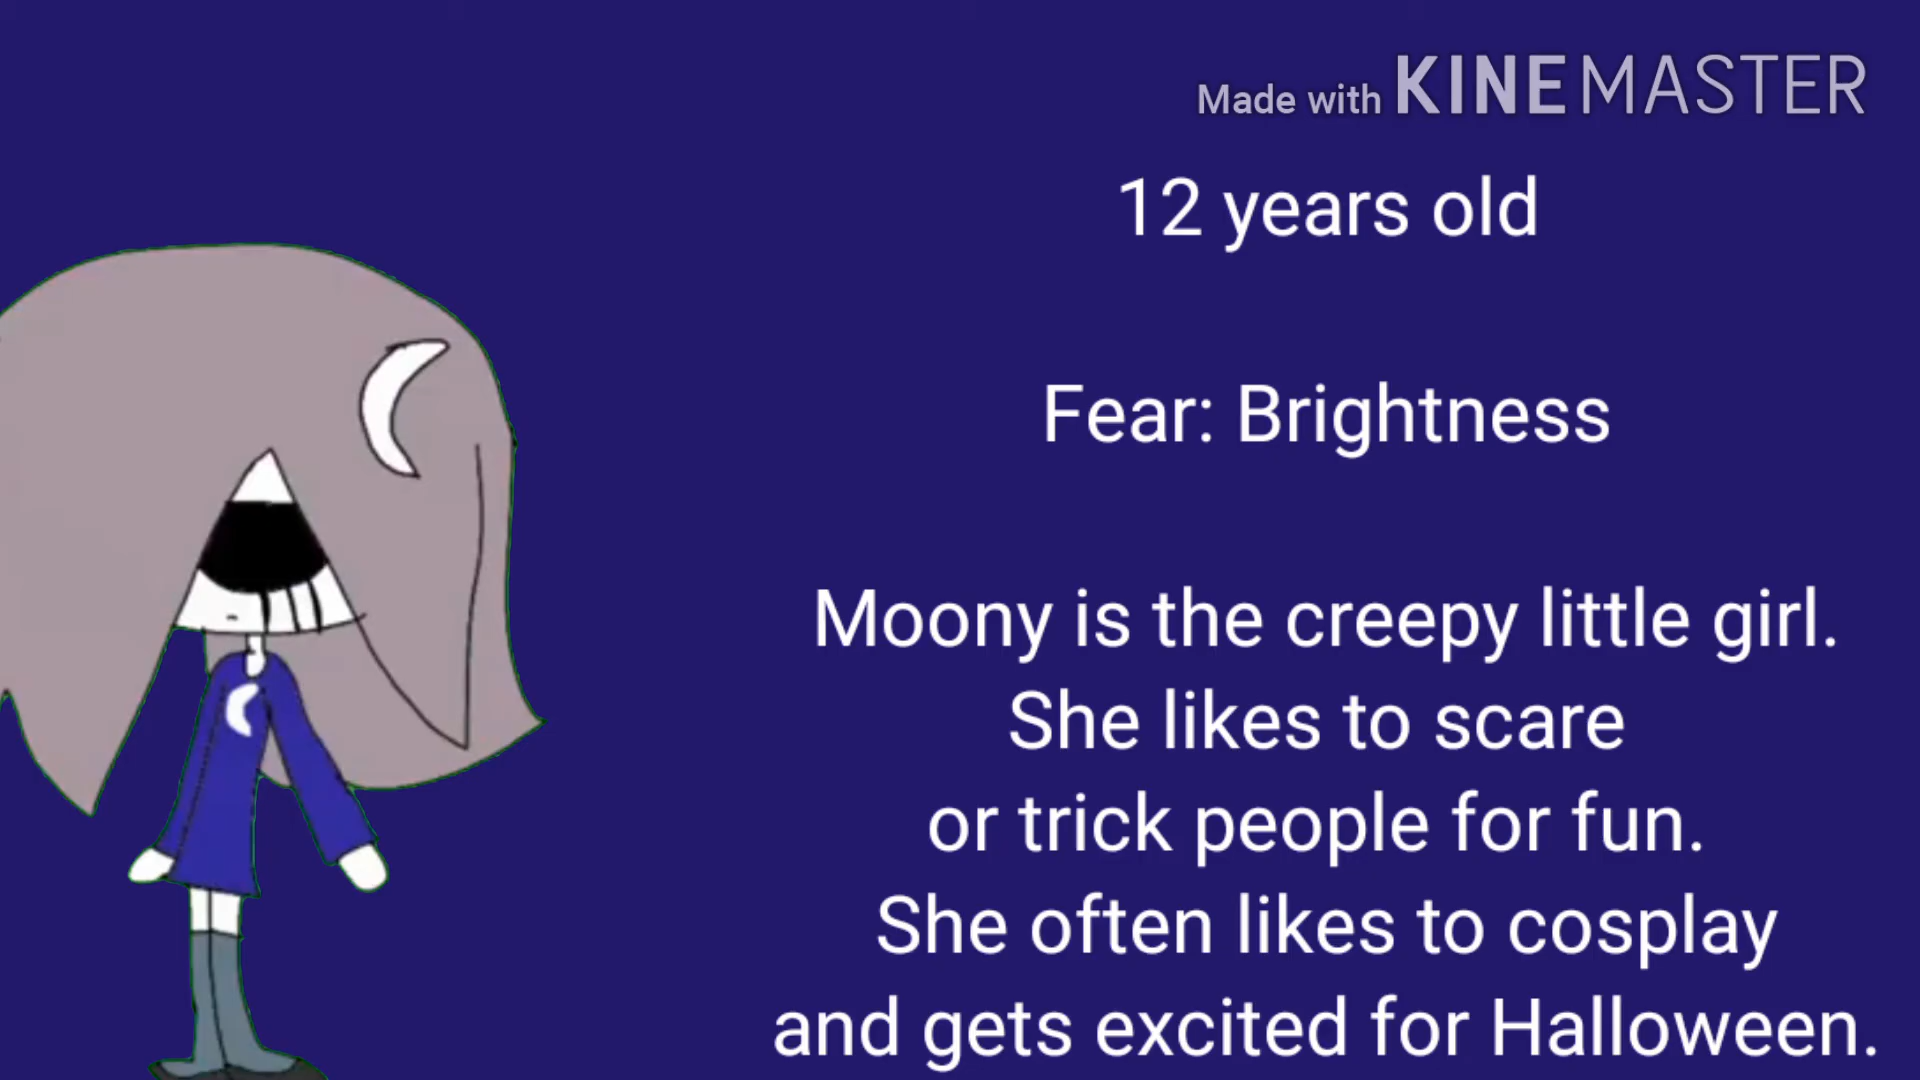 Made with KINEMASTER
12 years old
Fear: Brightness
Moony is the creepy little girl.
She likes to scare
or trick people for fun.
She often likes to cosplay
and gets excited for Halloween.